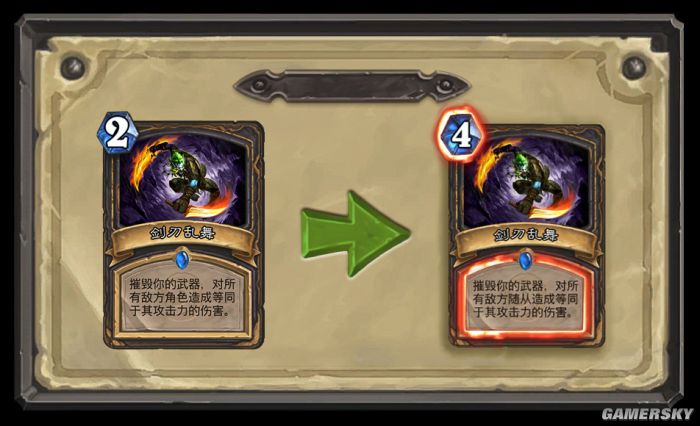 2
剑刃乱舞
摧毁你的武器，对所
有敌方角色造成等同
于其攻击力的伤害。
4
剑刃乱舞
摧毁你的武器，对所
有敌方随从造成等同
于其攻击力的伤害。
GAMERSKY